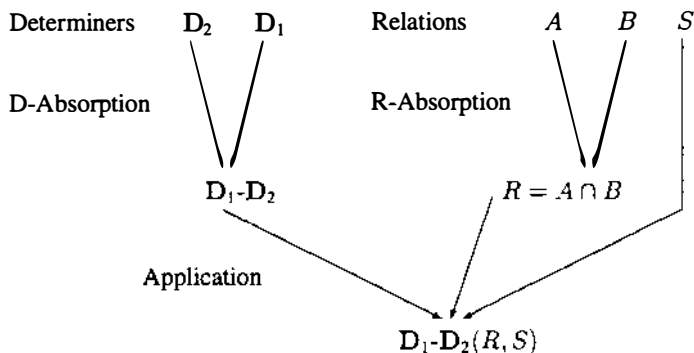 Determiners D₂ D₁ Relations A B S
D-Absorption R-Absorption
D₁-D₂ R = A ∩ B
Application
D₁-D₂(R, S)